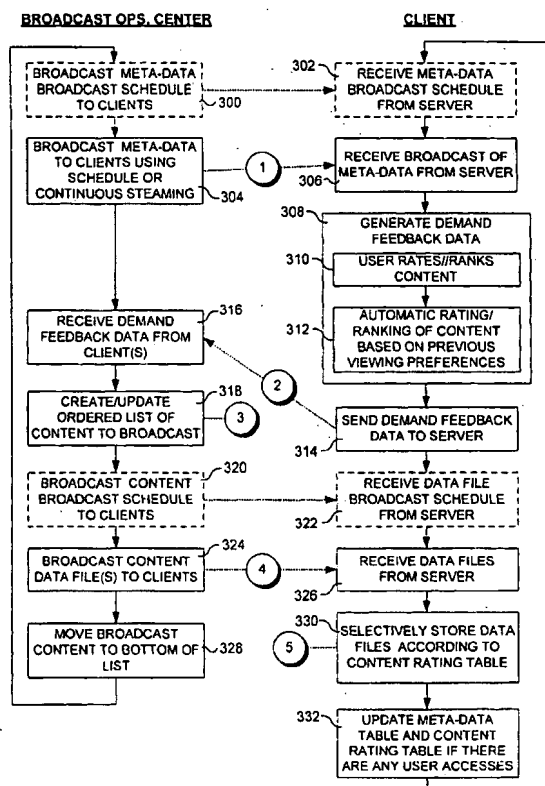 BROADCAST OPS. CENTER
CLIENT
BROADCAST META-DATA
BROADCAST SCHEDULE
TO CLIENTS
300
302
RECEIVE META-DATA
BROADCAST SCHEDULE
FROM SERVER
BROADCAST META-DATA
TO CLIENTS USING
SCHEDULE OR
CONTINUOUS STEAMING
304
1
RECEIVE BROADCAST OF
META-DATA FROM SERVER
306
308
GENERATE DEMAND
FEEDBACK DATA
310
USER RATES//RANKS
CONTENT
312
AUTOMATIC RATING/
RANKING OF CONTENT
BASED ON PREVIOUS
VIEWING PREFERENCES
316
RECEIVE DEMAND
FEEDBACK DATA FROM
CLIENT(S)
2
318
CREATE/UPDATE
ORDERED LIST OF
CONTENT TO BROADCAST
3
SEND DEMAND FEEDBACK
DATA TO SERVER
314
320
BROADCAST CONTENT
BROADCAST SCHEDULE
TO CLIENTS
RECEIVE DATA FILE
BROADCAST SCHEDULE
FROM SERVER
322
324
BROADCAST CONTENT
DATA FILE(S) TO CLIENTS
4
RECEIVE DATA FILES
FROM SERVER
326
MOVE BROADCAST
CONTENT TO BOTTOM OF
LIST
328
330
5
SELECTIVELY STORE DATA
FILES ACCORDING TO
CONTENT RATING TABLE
332
UPDATE META-DATA
TABLE AND CONTENT
RATING TABLE IF THERE
ARE ANY USER ACCESSES